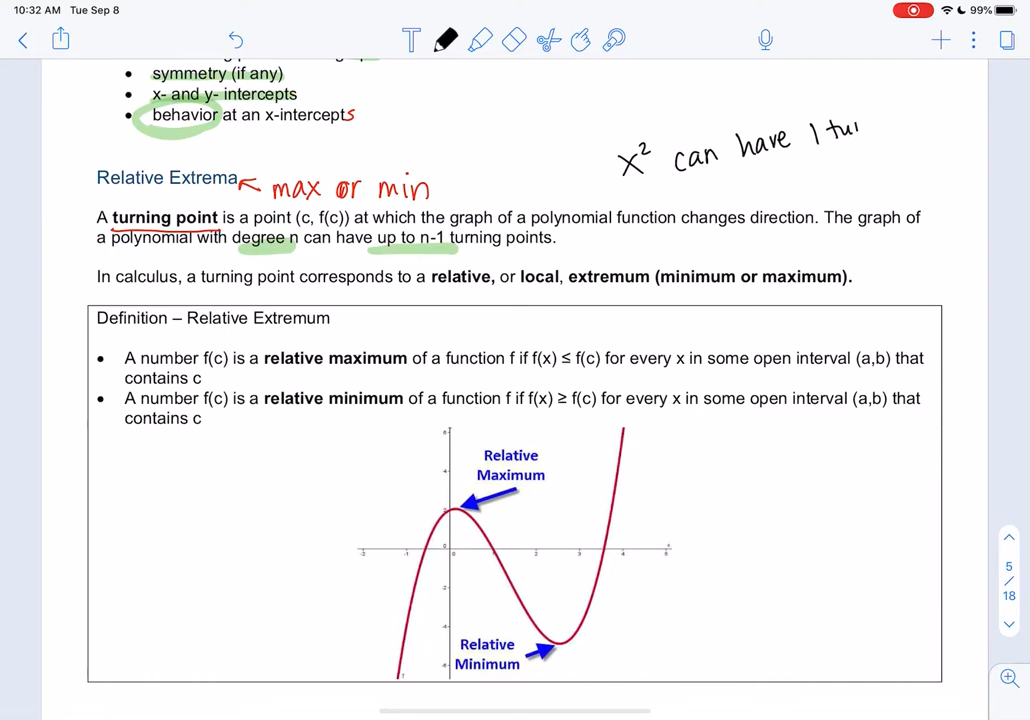 10:32 AM Tue Sep 8
99%
symmetry (if any)
x- and y- intercepts
behavior at an x-intercepts
x² can have 1 tu
Relative Extrema
max or min
A turning point is a point (c, f(c)) at which the graph of a polynomial function changes direction. The graph of
a polynomial with degree n can have up to n-1 turning points.
In calculus, a turning point corresponds to a relative, or local, extremum (minimum or maximum).
Definition – Relative Extremum
A number f(c) is a relative maximum of a function f if f(x) ≤ f(c) for every x in some open interval (a,b) that
contains c
A number f(c) is a relative minimum of a function f if f(x) ≥ f(c) for every x in some open interval (a,b) that
contains c
Relative
Maximum
Relative
Minimum
5
/
18